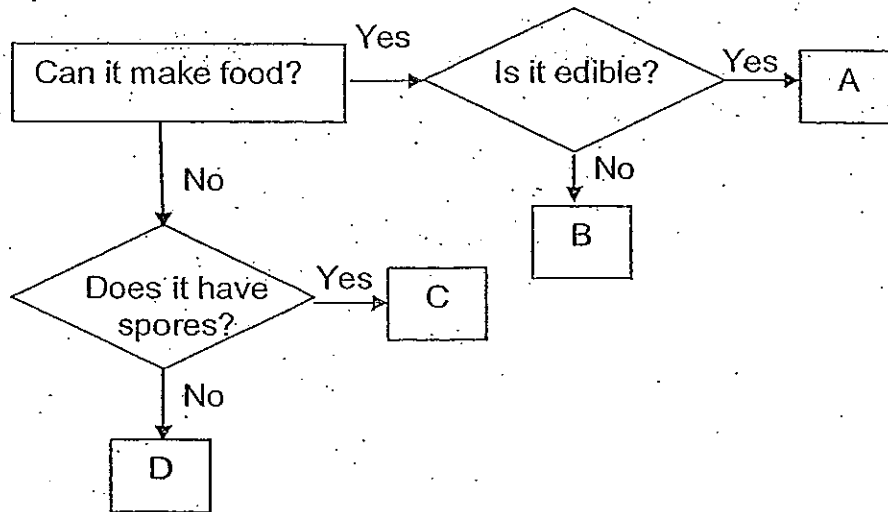 Can it make food?
Yes
Is it edible?
Yes
A
No
No
B
Does it have
spores?
Yes
C
No
D